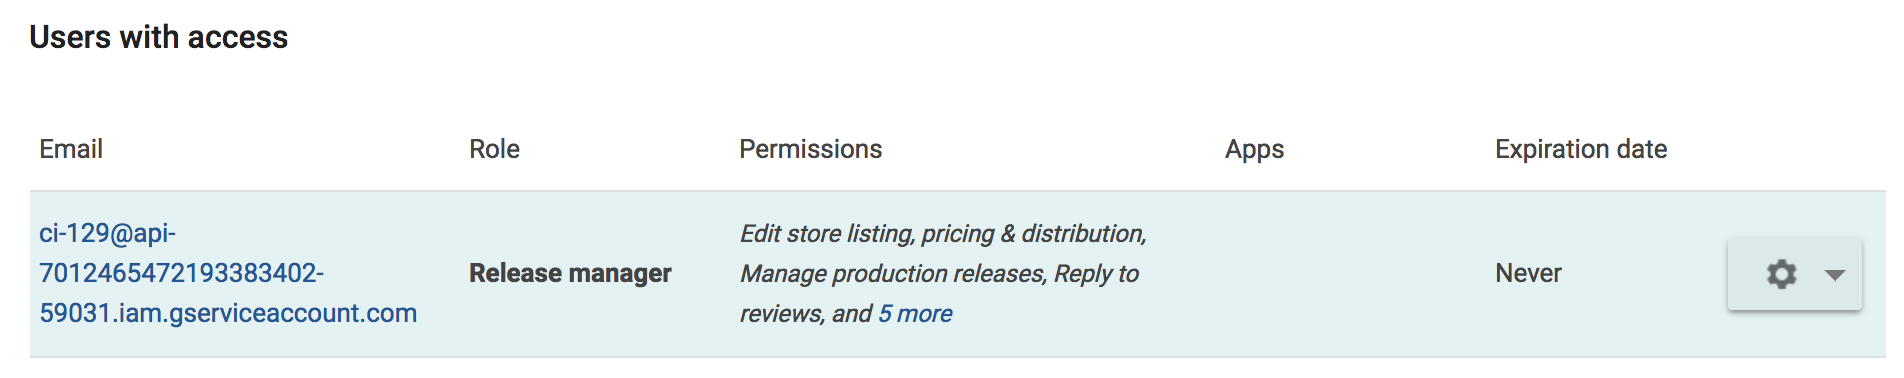 Users with access
Email Role Permissions Apps Expiration date
ci-129@api-
7012465472193383402-
59031.iam.gserviceaccount.com
Release manager
Edit store listing, pricing & distribution,
Manage production releases, Reply to
reviews, and 5 more
Never